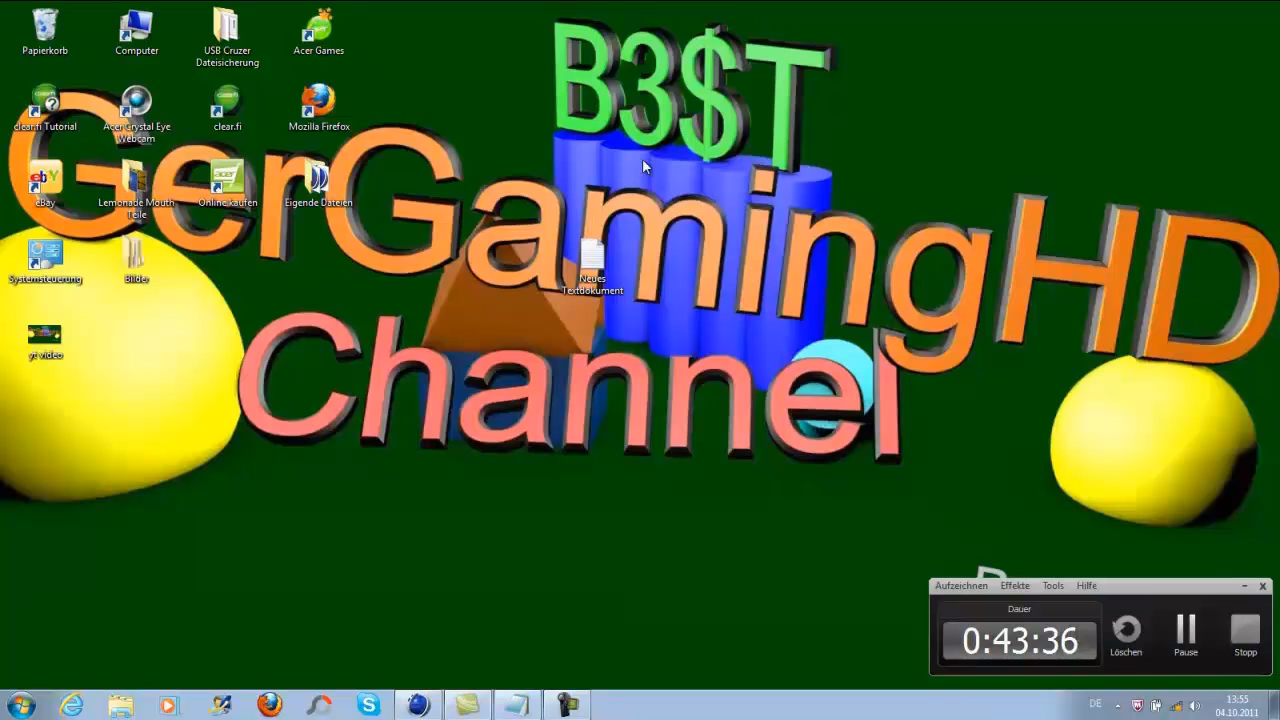 Papierkorb
Computer
USB Cruzer
Dateisicherung
Acer Games
clear.fi Tutorial
Acer Crystal Eye
Webcam
clear.fi
Mozilla Firefox
eBay
Lemonade Mouth
Teile
Online kaufen
Eigende Dateien
Systemsteuerung
Bilder
Neues
Textdokument
yt video
B3$T
GerGamingHD
Channel
Aufzeichnen Effekte Tools Hilfe
Dauer
0:43:36
Löschen Pause Stopp
DE
13:55
04.10.2011